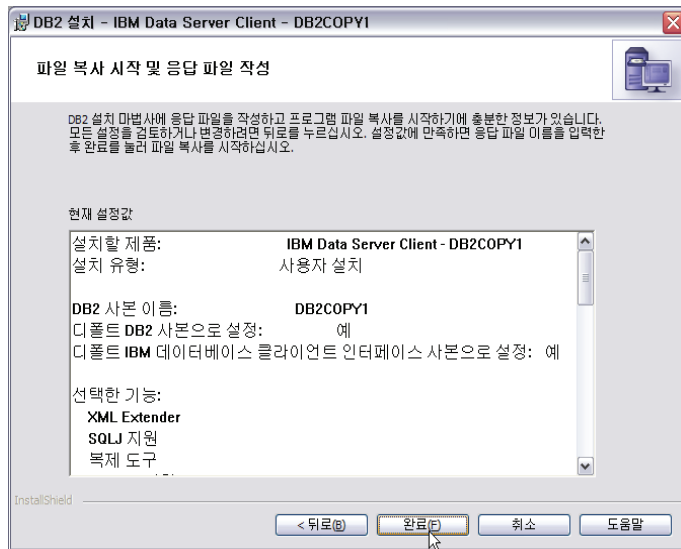 DB2 설치 - IBM Data Server Client - DB2COPY1
파일 복사 시작 및 응답 파일 작성
DB2 설치 마법사에 응답 파일을 작성하고 프로그램 파일 복사를 시작하기에 충분한 정보가 있습니다.
모든 설정을 검토하거나 변경하려면 뒤로를 누르십시오. 설정값에 만족하면 응답 파일 이름을 입력한
후 완료를 눌러 파일 복사를 시작하십시오.
현재 설정값
설치할 제품: IBM Data Server Client - DB2COPY1
설치 유형: 사용자 설치
DB2 사본 이름: DB2COPY1
디폴트 DB2 사본으로 설정: 예
디폴트 IBM 데이터베이스 클라이언트 인터페이스 사본으로 설정: 예
선택한 기능:
XML Extender
SQLJ 지원
복제 도구
InstallShield
< 뒤로(B) 완료(F) 취소 도움말